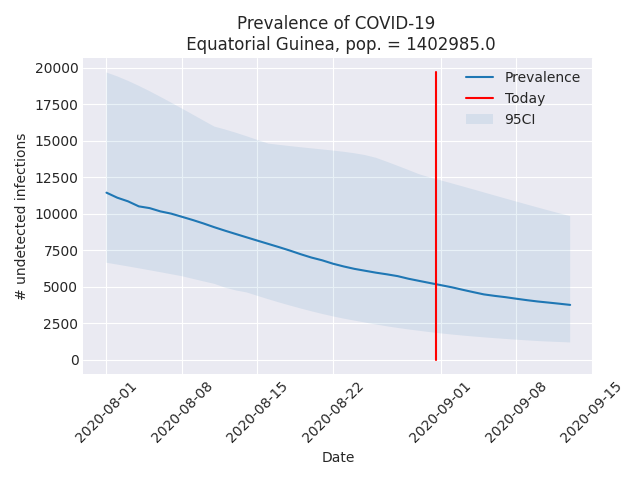 Prevalence of COVID-19
Equatorial Guinea, pop. = 1402985.0
20000
17500
15000
12500
10000
7500
5000
2500
0
# undetected infections
Prevalence
Today
95CI
2020-08-01
2020-08-08
2020-08-15
2020-08-22
2020-09-01
2020-09-08
2020-09-15
Date